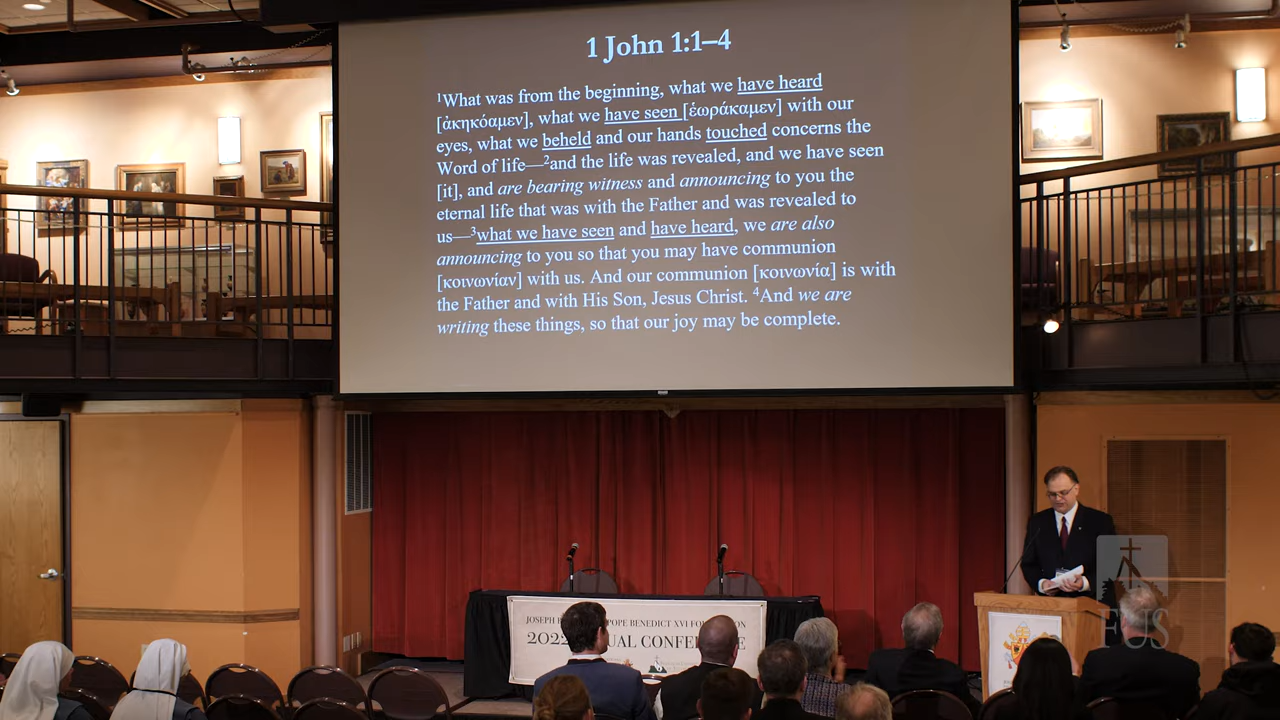 1 John 1:1–4
¹What was from the beginning, what we have heard
[ἀκηκόαμεν], what we have seen [ἑωράκαμεν] with our
eyes, what we beheld and our hands touched concerns the
Word of life—²and the life was revealed, and we have seen
[it], and are bearing witness and announcing to you the
eternal life that was with the Father and was revealed to
us—³what we have seen and have heard, we are also
announcing to you so that you may have communion
[κοινωνίαν] with us. And our communion [κοινωνία] is with
the Father and with His Son, Jesus Christ. ⁴And we are
writing these things, so that our joy may be complete.
JOSEPH POPE BENEDICT XVI
202